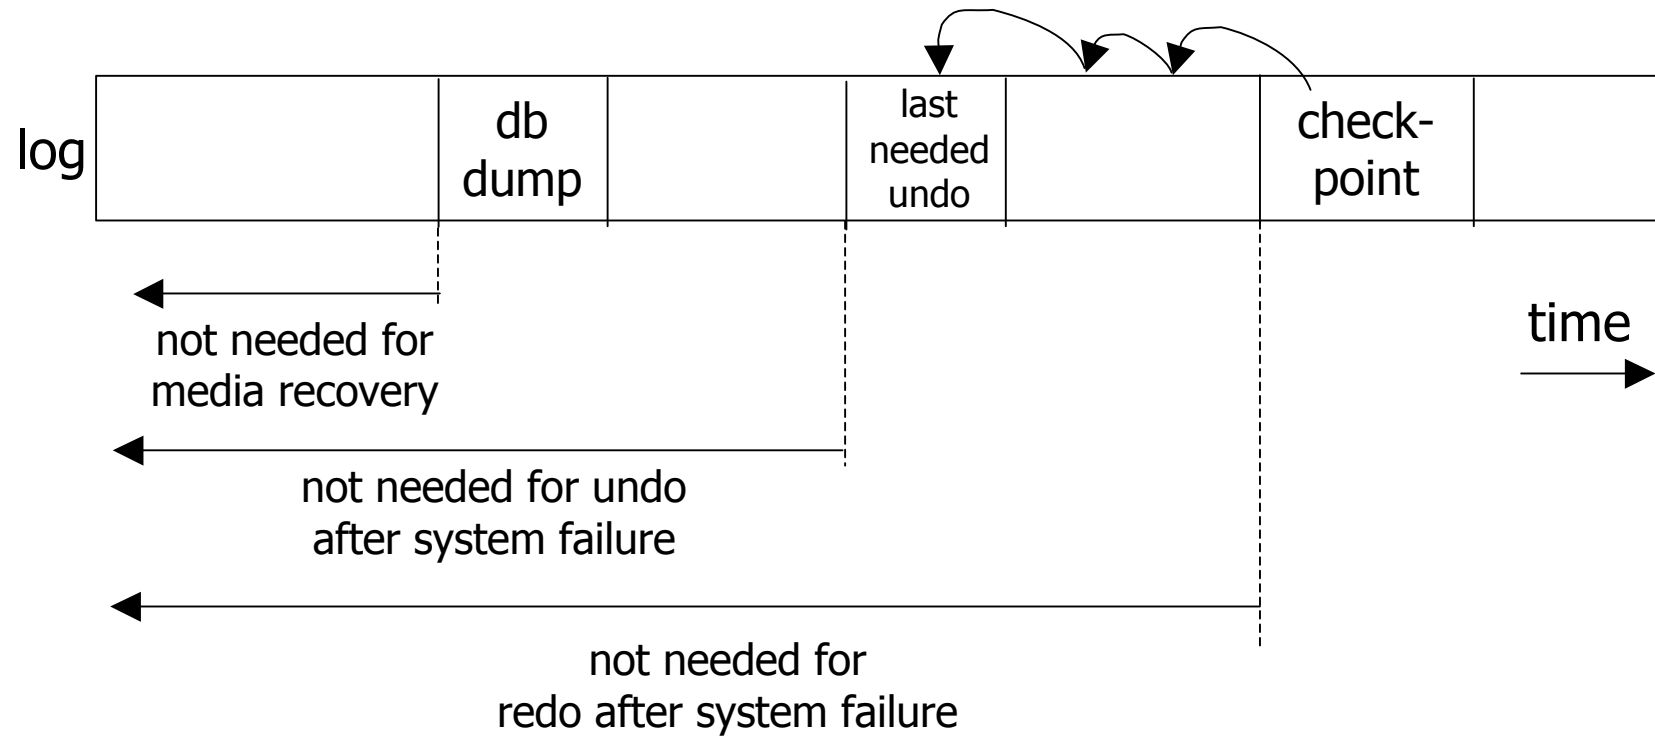 log
db
dump
last
needed
undo
check-
point
not needed for
media recovery
time
not needed for undo
after system failure
not needed for
redo after system failure